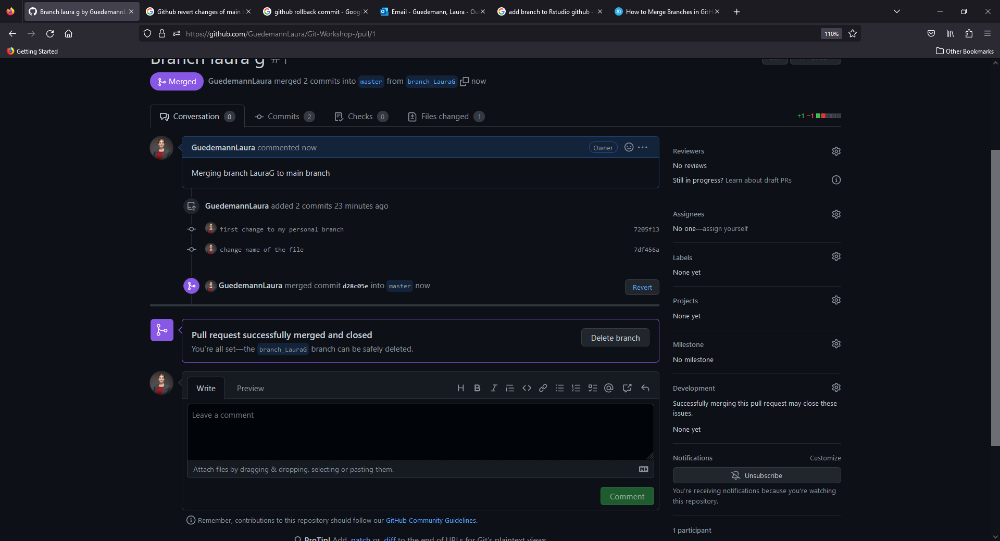 Branch laura g by GuedemannL
Github revert changes of main b
github rollback commit - Goog
Email - Guedemann, Laura - Ou
add branch to Rstudio github -
How to Merge Branches in GitH
https://github.com/GuedemannLaura/Git-Workshop-/pull/1
110%
Getting Started
Other Bookmarks
Branch laura g #1
Merged
GuedemannLaura merged 2 commits into master from branch_LauraG now
Conversation 0
Commits 2
Checks 0
Files changed 1
+1 −1
GuedemannLaura commented now
Owner
Merging branch LauraG to main branch
GuedemannLaura added 2 commits 23 minutes ago
first change to my personal branch
7205f13
change name of the file
7df456a
GuedemannLaura merged commit d28c05e into master now
Revert
Pull request successfully merged and closed
You're all set—the branch_LauraG branch can be safely deleted.
Delete branch
Write
Preview
Leave a comment
Attach files by dragging & dropping, selecting or pasting them.
Comment
Remember, contributions to this repository should follow our GitHub Community Guidelines.
ProTip! Add .patch or .diff to the end of URLs for Git's plaintext views.
Reviewers
No reviews
Still in progress? Learn about draft PRs
Assignees
No one—assign yourself
Labels
None yet
Projects
None yet
Milestone
No milestone
Development
Successfully merging this pull request may close these
issues.
None yet
Notifications
Customize
Unsubscribe
You're receiving notifications because you're watching
this repository.
1 participant